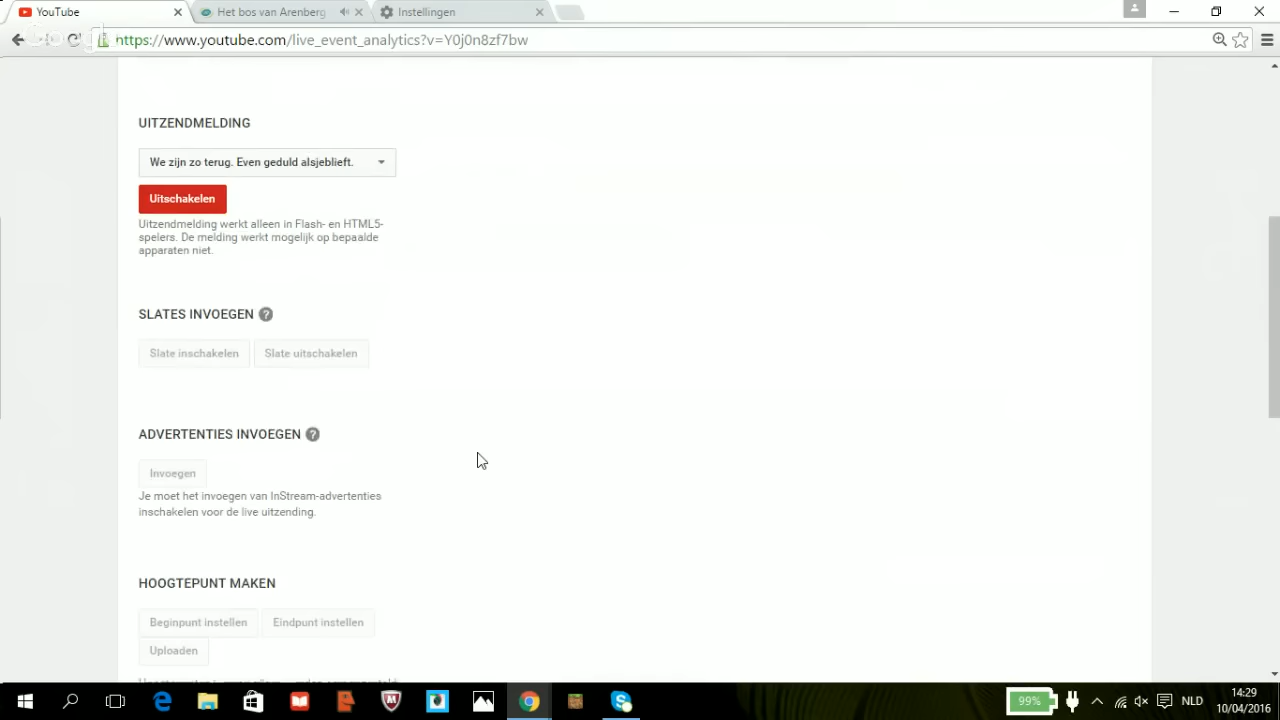 YouTube
Het bos van Arenberg
Instellingen
https://www.youtube.com/live_event_analytics?v=Y0j0n8zf7bw
UITZENDMELDING
We zijn zo terug. Even geduld alsjeblieft.
Uitschakelen
Uitzendmelding werkt alleen in Flash- en HTML5-
spelers. De melding werkt mogelijk op bepaalde
apparaten niet.
SLATES INVOEGEN ?
Slate inschakelen Slate uitschakelen
ADVERTENTIES INVOEGEN ?
Invoegen
Je moet het invoegen van InStream-advertenties
inschakelen voor de live uitzending.
HOOGTEPUNT MAKEN
Beginpunt instellen Eindpunt instellen
Uploaden
99%
NLD
14:29
10/04/2016